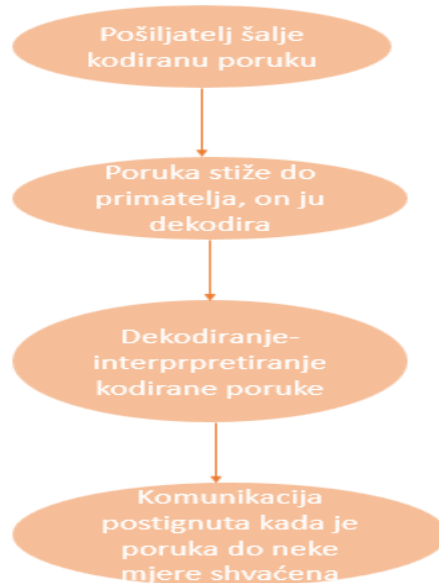 Pošiljatelj šalje
kodiranu poruku
Poruka stiže do
primatelja, on ju
dekodira
Dekodiranje-
interprpretiranje
kodirane poruke
Komunikacija
postignuta kada je
poruka do neke
mjere shvaćena